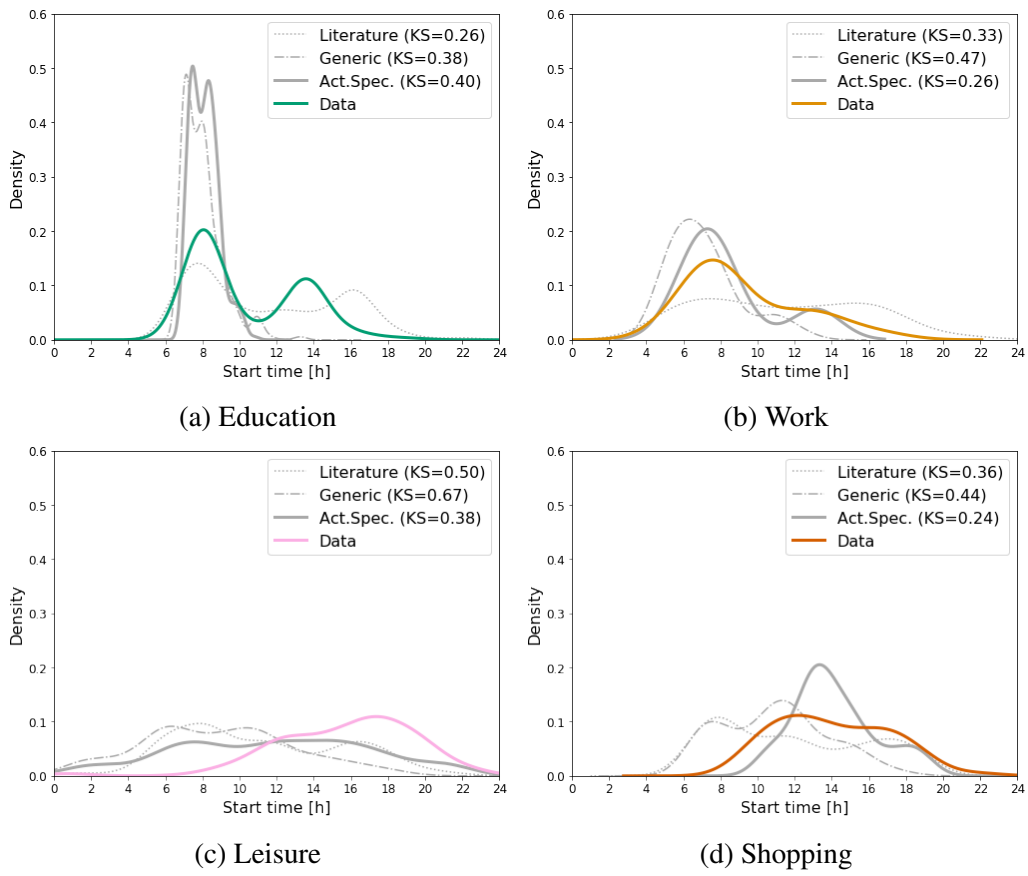 0.6
0.5
0.4
0.3
0.2
0.1
0.0
Density
Literature (KS=0.26)
Generic (KS=0.38)
Act.Spec. (KS=0.40)
Data
0 2 4 6 8 10 12 14 16 18 20 22 24
Start time [h]
(a) Education
0.6
0.5
0.4
0.3
0.2
0.1
0.0
Density
Literature (KS=0.33)
Generic (KS=0.47)
Act.Spec. (KS=0.26)
Data
0 2 4 6 8 10 12 14 16 18 20 22 24
Start time [h]
(b) Work
0.6
0.5
0.4
0.3
0.2
0.1
0.0
Density
Literature (KS=0.50)
Generic (KS=0.67)
Act.Spec. (KS=0.38)
Data
0 2 4 6 8 10 12 14 16 18 20 22 24
Start time [h]
(c) Leisure
0.6
0.5
0.4
0.3
0.2
0.1
0.0
Density
Literature (KS=0.36)
Generic (KS=0.44)
Act.Spec. (KS=0.24)
Data
0 2 4 6 8 10 12 14 16 18 20 22 24
Start time [h]
(d) Shopping